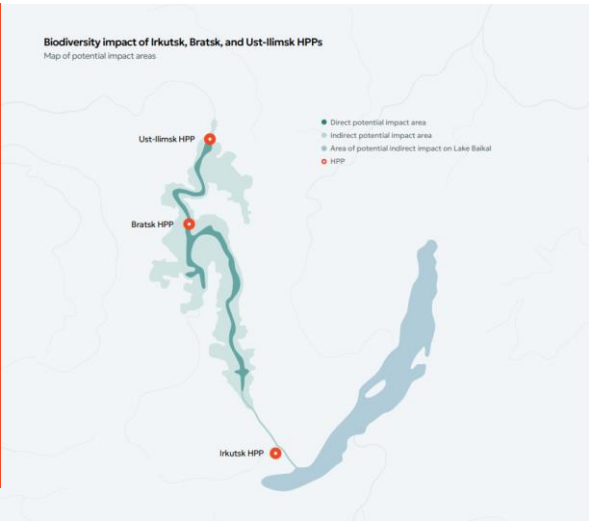 Biodiversity impact of Irkutsk, Bratsk, and Ust-Ilimsk HPPs
Map of potential impact areas
Direct potential impact area
Indirect potential impact area
Area of potential indirect impact on Lake Baikal
HPP
Ust-Ilimsk HPP
Bratsk HPP
Irkutsk HPP